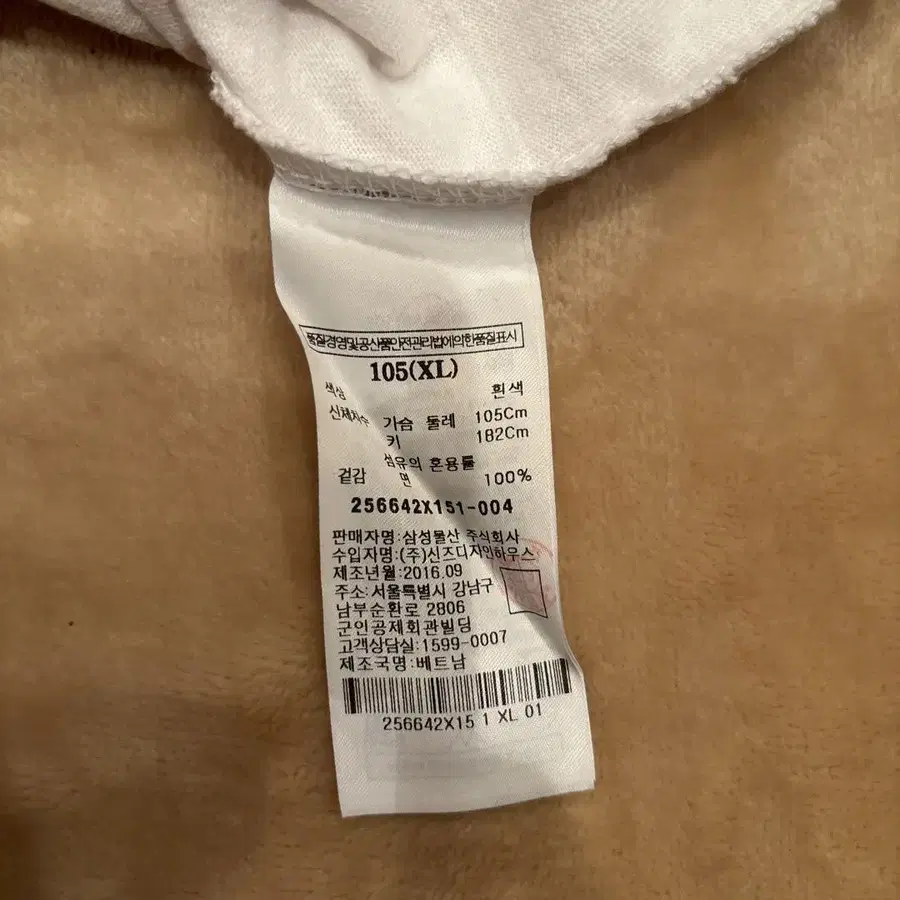 품질경영및공산품안전관리법에의한품질표시
105(XL)
색상 흰색
신체치수 가슴 둘레 105Cm
키 182Cm
섬유의 혼용률
겉감 면 100%
256642X151-004
판매자명:삼성물산 주식회사
수입자명:(주)신즈디자인하우스
제조년월:2016.09
주소:서울특별시 강남구
남부순환로 2806
군인공제회관빌딩
고객상담실:1599-0007
제조국명:베트남
256642X15 1 XL 01